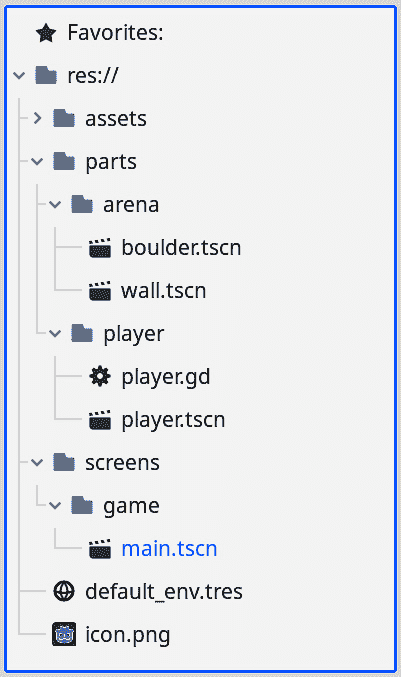 Favorites:
res://
assets
parts
arena
boulder.tscn
wall.tscn
player
player.gd
player.tscn
screens
game
main.tscn
default_env.tres
icon.png